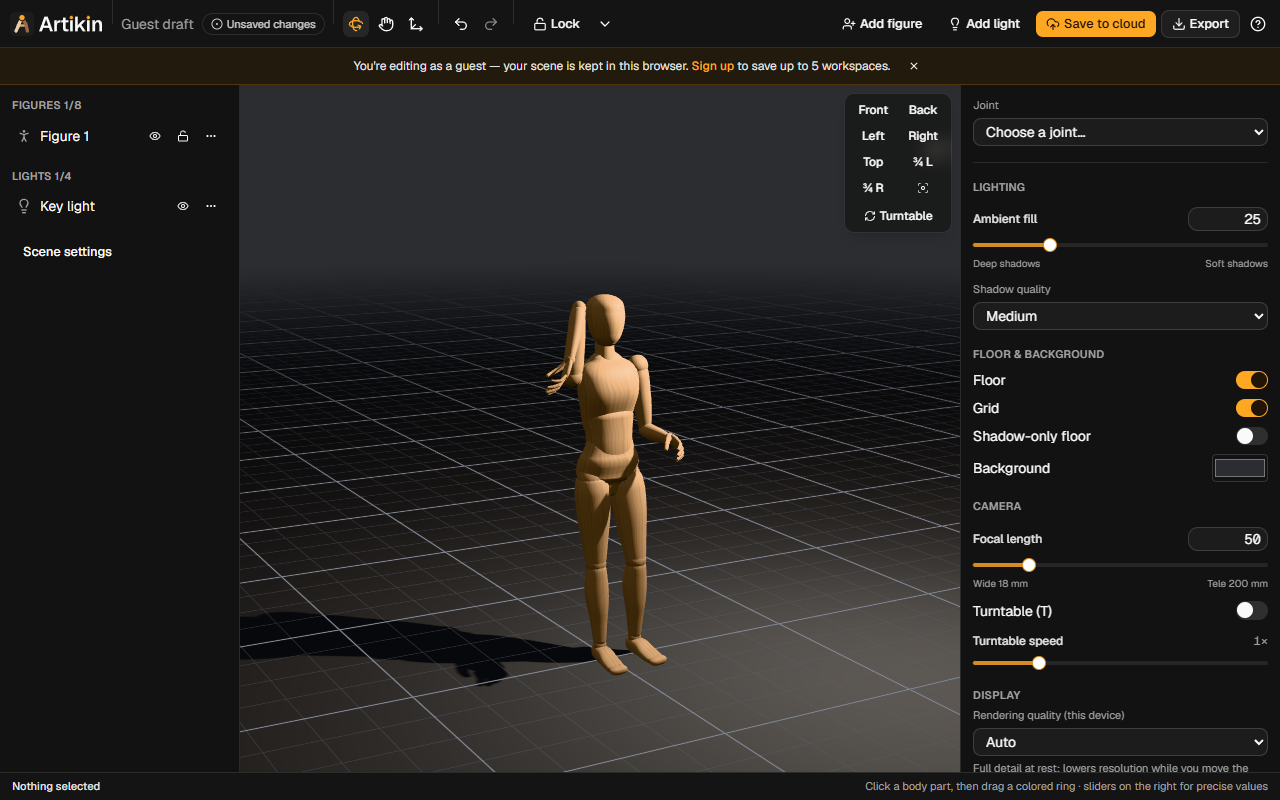 Artikin
Guest draft
Unsaved changes
Lock
Add figure
Add light
Save to cloud
Export
You're editing as a guest — your scene is kept in this browser. Sign up to save up to 5 workspaces.
FIGURES 1/8
Figure 1
LIGHTS 1/4
Key light
Scene settings
Front Back
Left Right
Top ¾ L
¾ R
Turntable
Joint
Choose a joint...
LIGHTING
Ambient fill 25
Deep shadows Soft shadows
Shadow quality
Medium
FLOOR & BACKGROUND
Floor
Grid
Shadow-only floor
Background
CAMERA
Focal length 50
Wide 18 mm Tele 200 mm
Turntable (T)
Turntable speed 1×
DISPLAY
Rendering quality (this device)
Auto
Full detail at rest; lowers resolution while you move the
Nothing selected
Click a body part, then drag a colored ring · sliders on the right for precise values